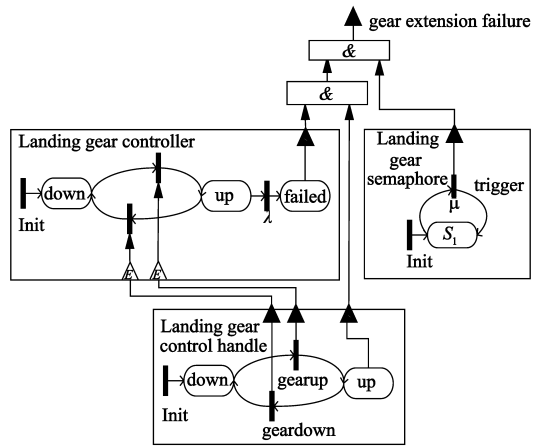 gear extension failure
&
&
Landing gear controller
down
up
failed
Init
λ
E
E
Landing
gear
semaphore
trigger
μ
S1
Init
Landing gear
control handle
down
gearup
up
Init
geardown